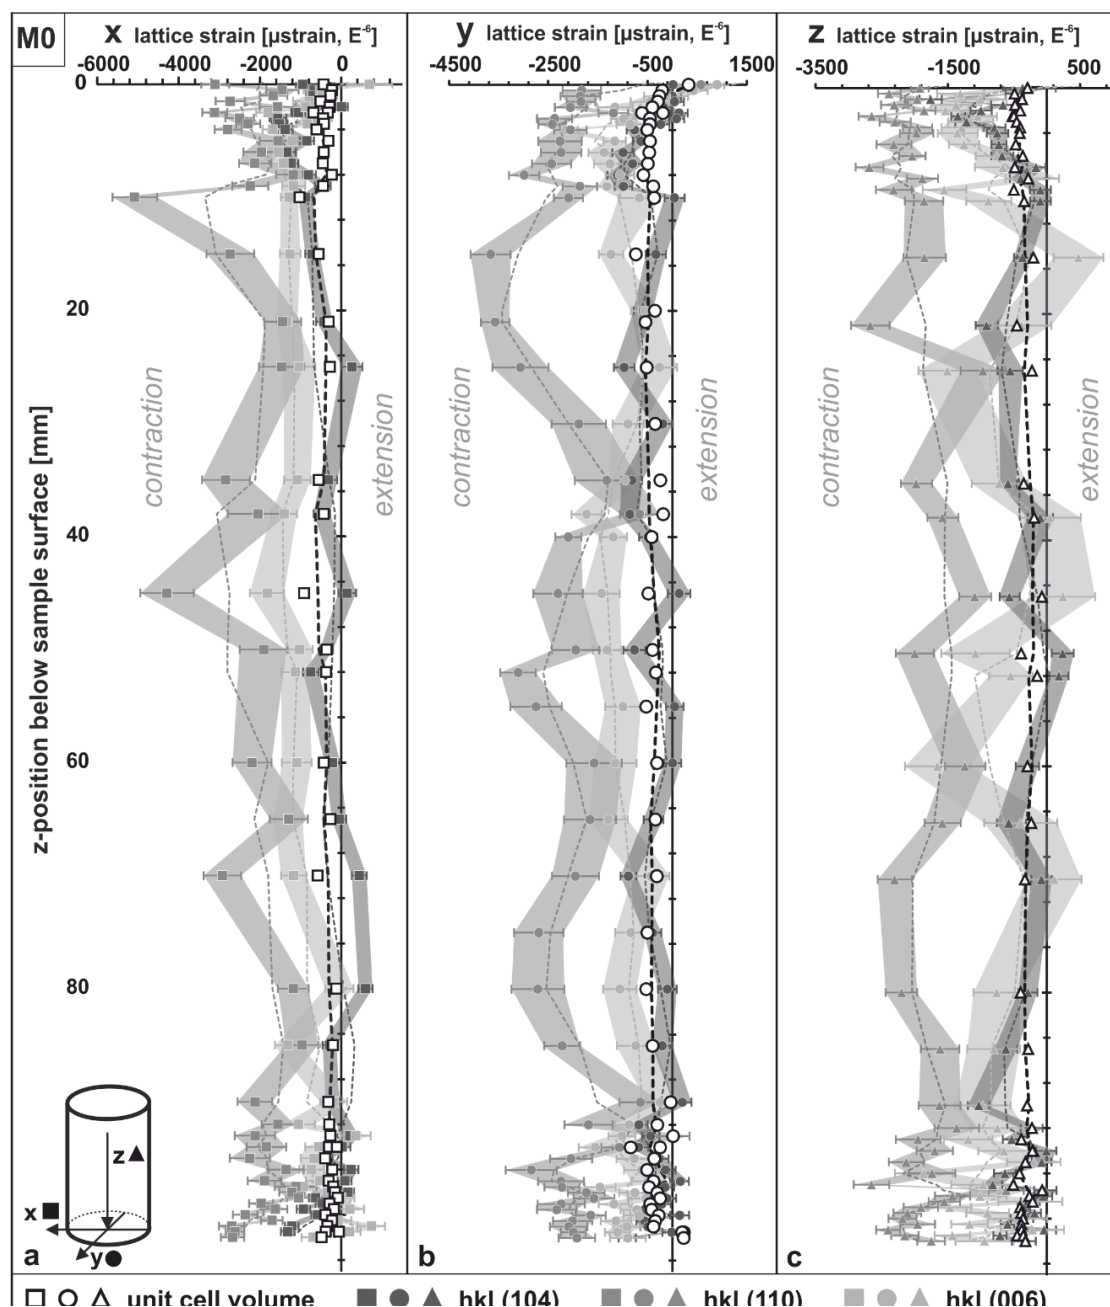 M0
x lattice strain [µstrain, E⁻⁶]
y lattice strain [µstrain, E⁻⁶]
z lattice strain [µstrain, E⁻⁶]
-6000 -4000 -2000 0
-4500 -2500 -500 1500
-3500 -1500 500
0
20
40
60
80
z-position below sample surface [mm]
contraction
extension
contraction
extension
contraction
extension
z
x
y
a
b
c
unit cell volume hkl (104) hkl (110) hkl (006)